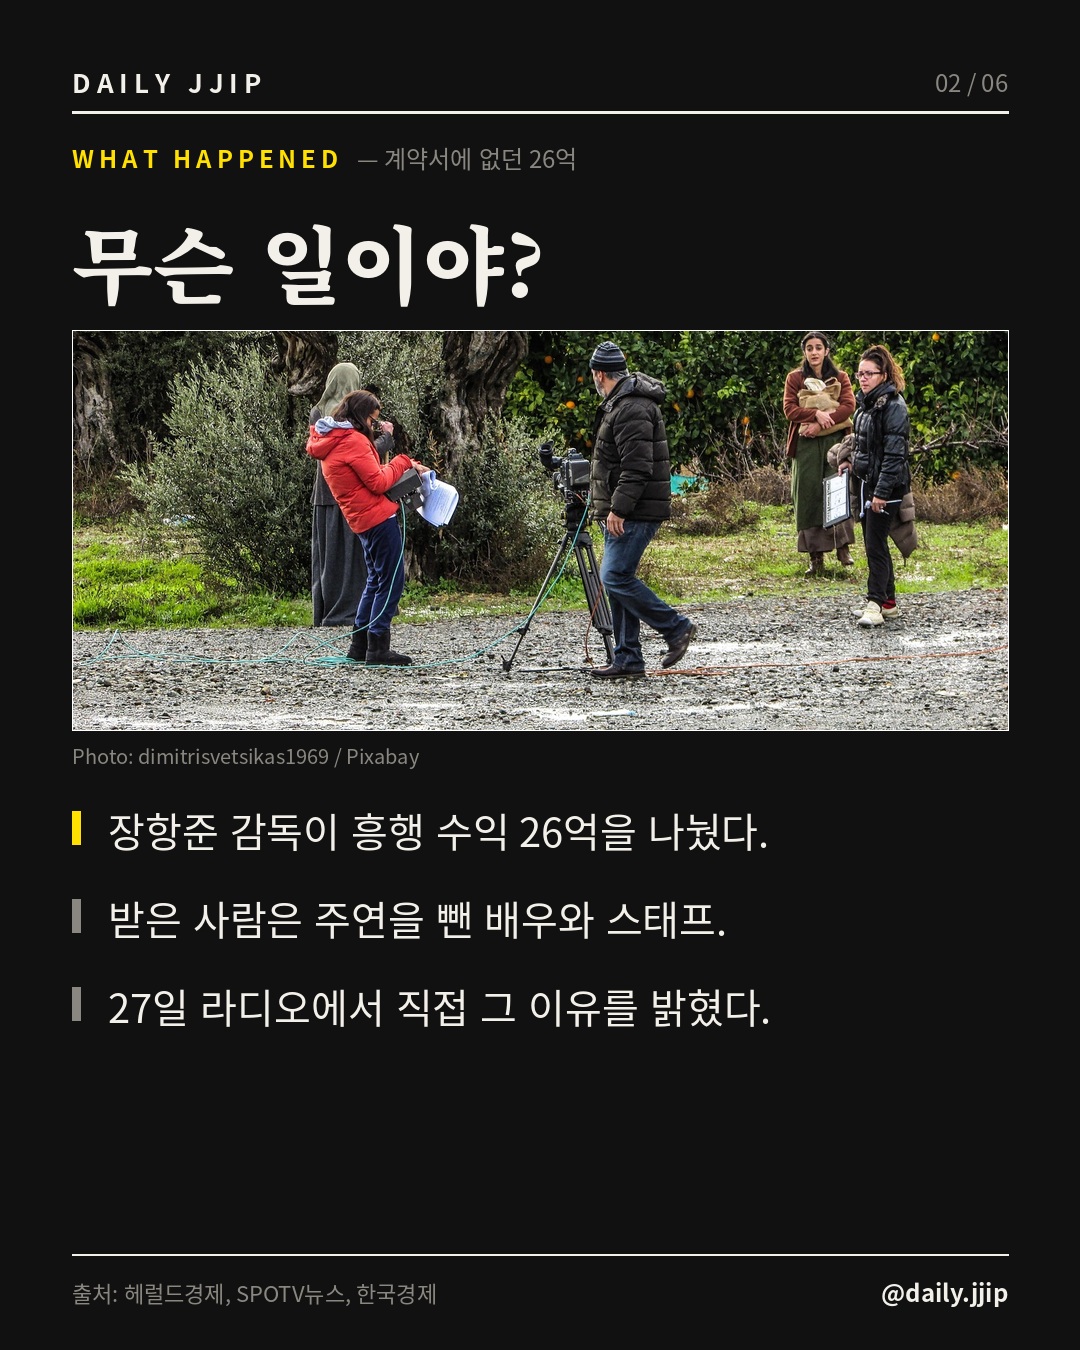 DAILY JJIP
02 / 06
WHAT HAPPENED — 계약서에 없던 26억
무슨 일이야?
Photo: dimitrisvetsikas1969 / Pixabay
장항준 감독이 흥행 수익 26억을 나눴다.
받은 사람은 주연을 뺀 배우와 스태프.
27일 라디오에서 직접 그 이유를 밝혔다.
출처: 헤럴드경제, SPOTV뉴스, 한국경제
@daily.jjip